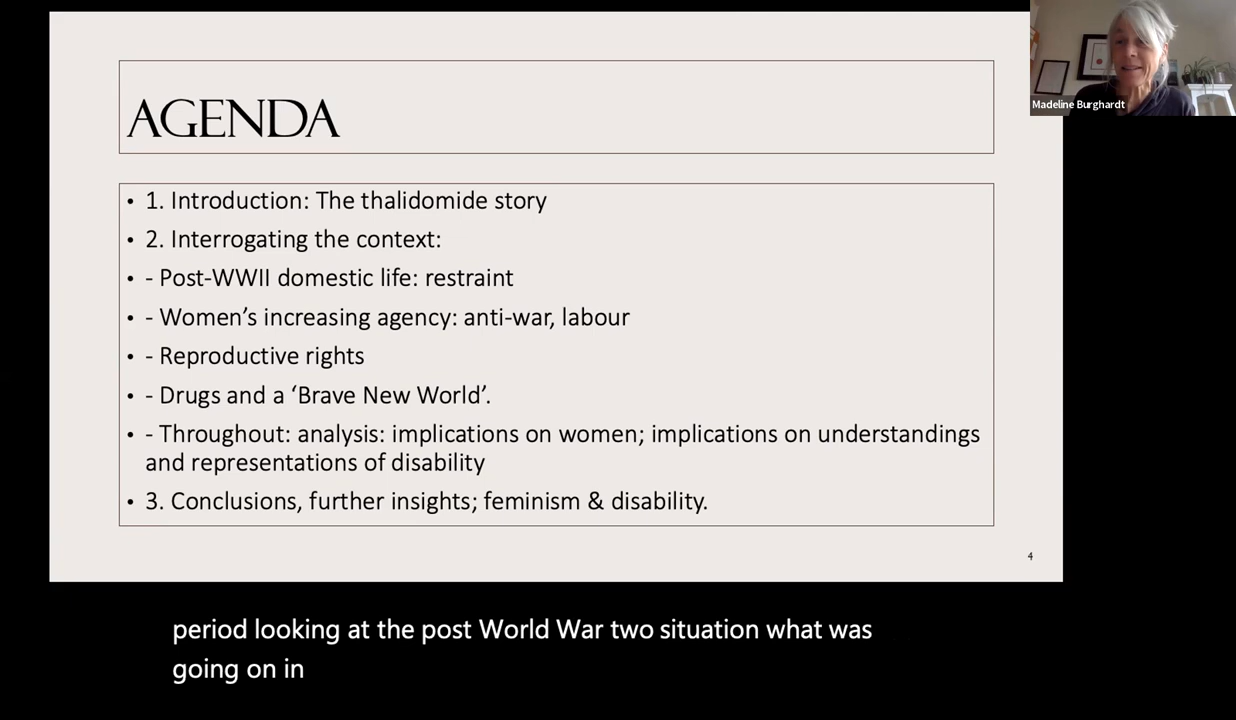 AGENDA
Madeline Burghardt
• 1. Introduction: The thalidomide story
• 2. Interrogating the context:
• - Post-WWII domestic life: restraint
• - Women’s increasing agency: anti-war, labour
• - Reproductive rights
• - Drugs and a ‘Brave New World’.
• - Throughout: analysis: implications on women; implications on understandings
and representations of disability
• 3. Conclusions, further insights; feminism & disability.
4
period looking at the post World War two situation what was
going on in